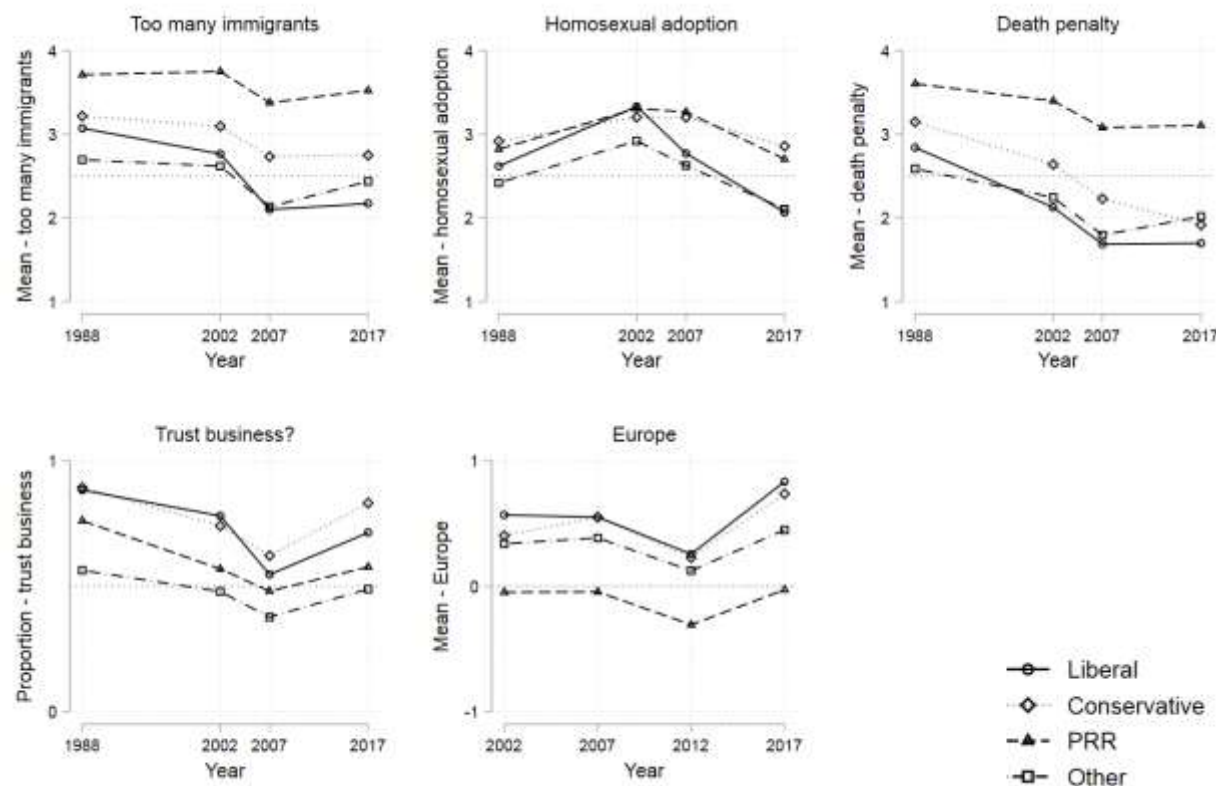 Too many immigrants
Mean - too many immigrants
4
3
2
1
1988 2002 2007 2017
Year
Homosexual adoption
Mean - homosexual adoption
4
3
2
1
1988 2002 2007 2017
Year
Death penalty
Mean - death penalty
4
3
2
1
1988 2002 2007 2017
Year
Trust business?
Proportion - trust business
1
0
1988 2002 2007 2017
Year
Europe
Mean - Europe
1
0
-1
2002 2007 2012 2017
Year
Liberal
Conservative
PRR
Other